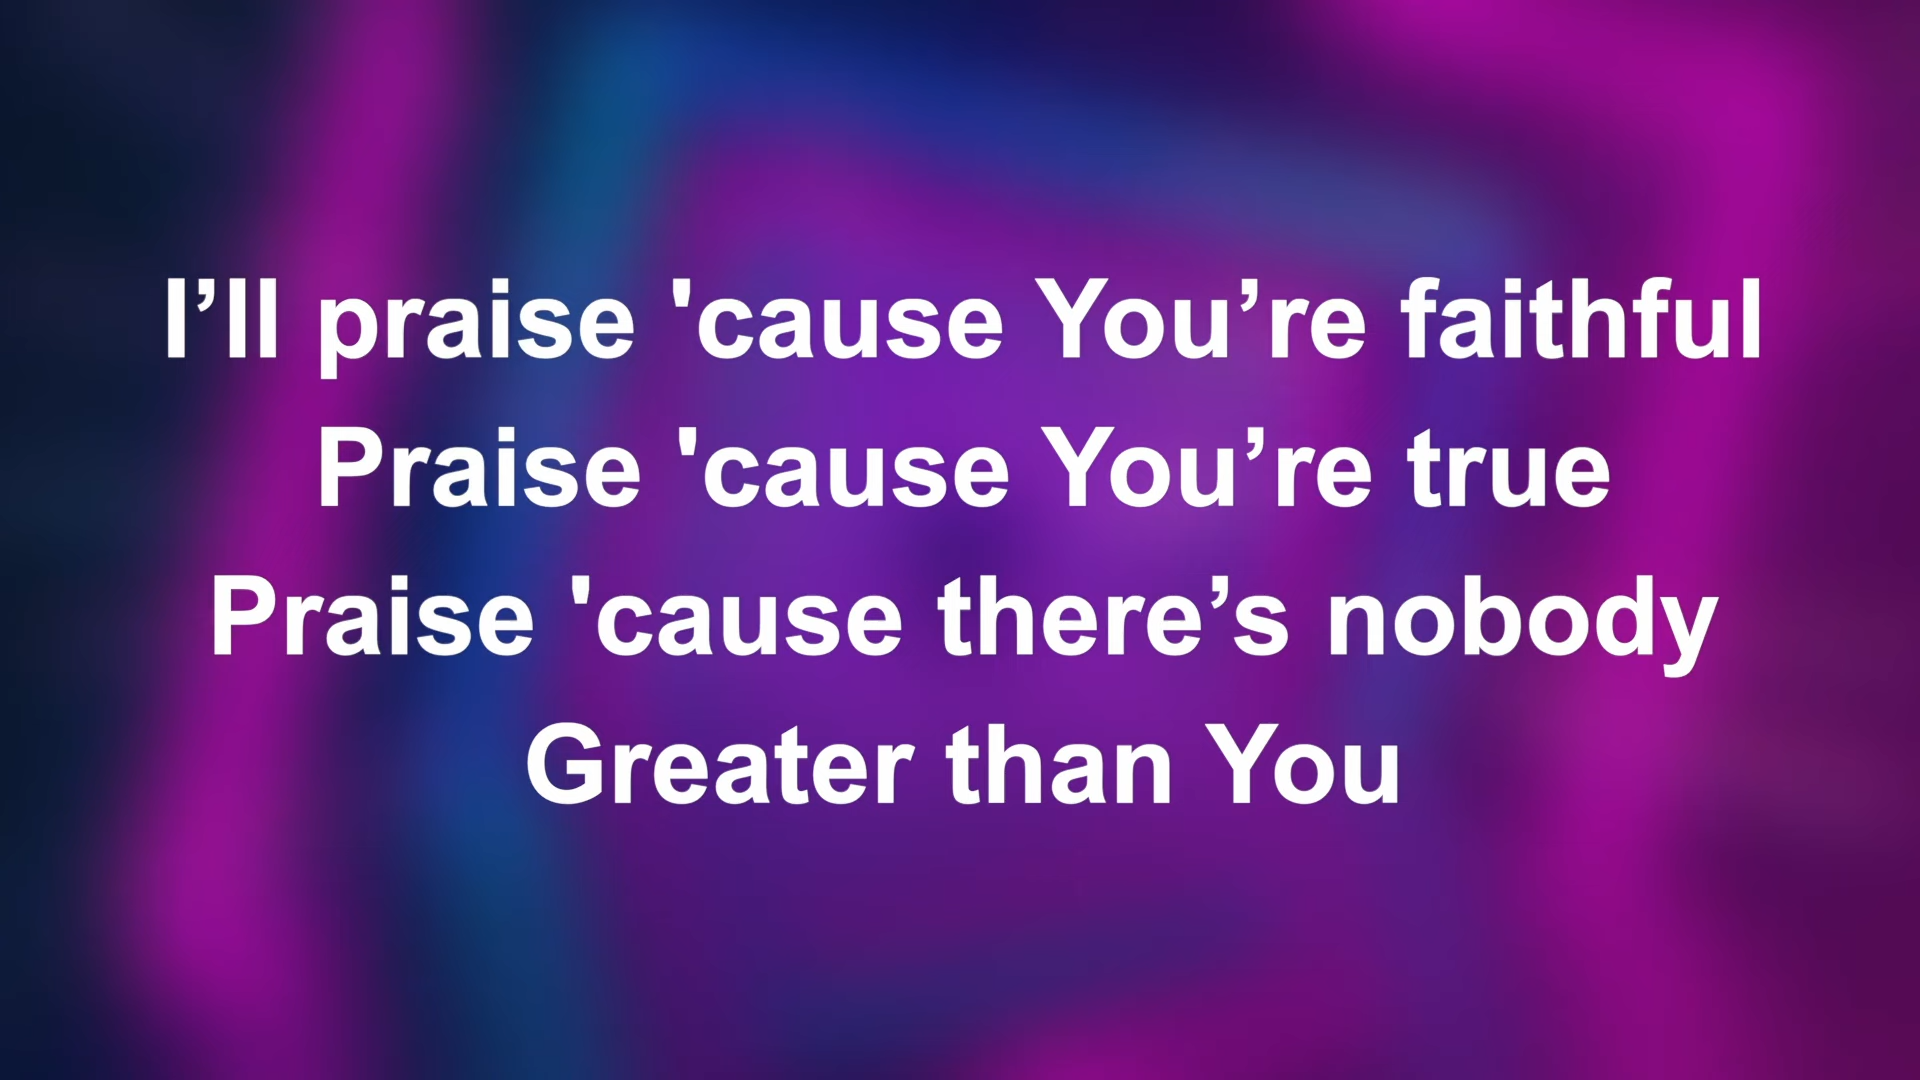 I’ll praise 'cause You’re faithful
Praise 'cause You’re true
Praise 'cause there’s nobody
Greater than You